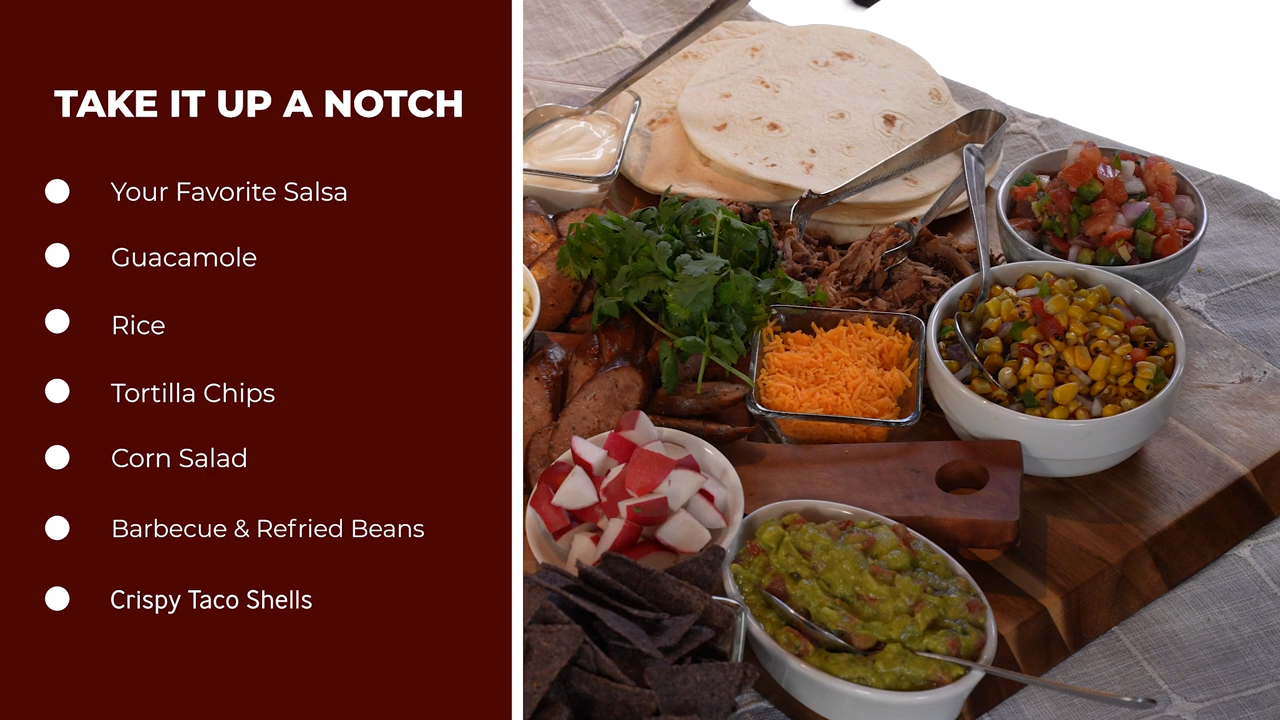 TAKE IT UP A NOTCH
Your Favorite Salsa
Guacamole
Rice
Tortilla Chips
Corn Salad
Barbecue & Refried Beans
Crispy Taco Shells